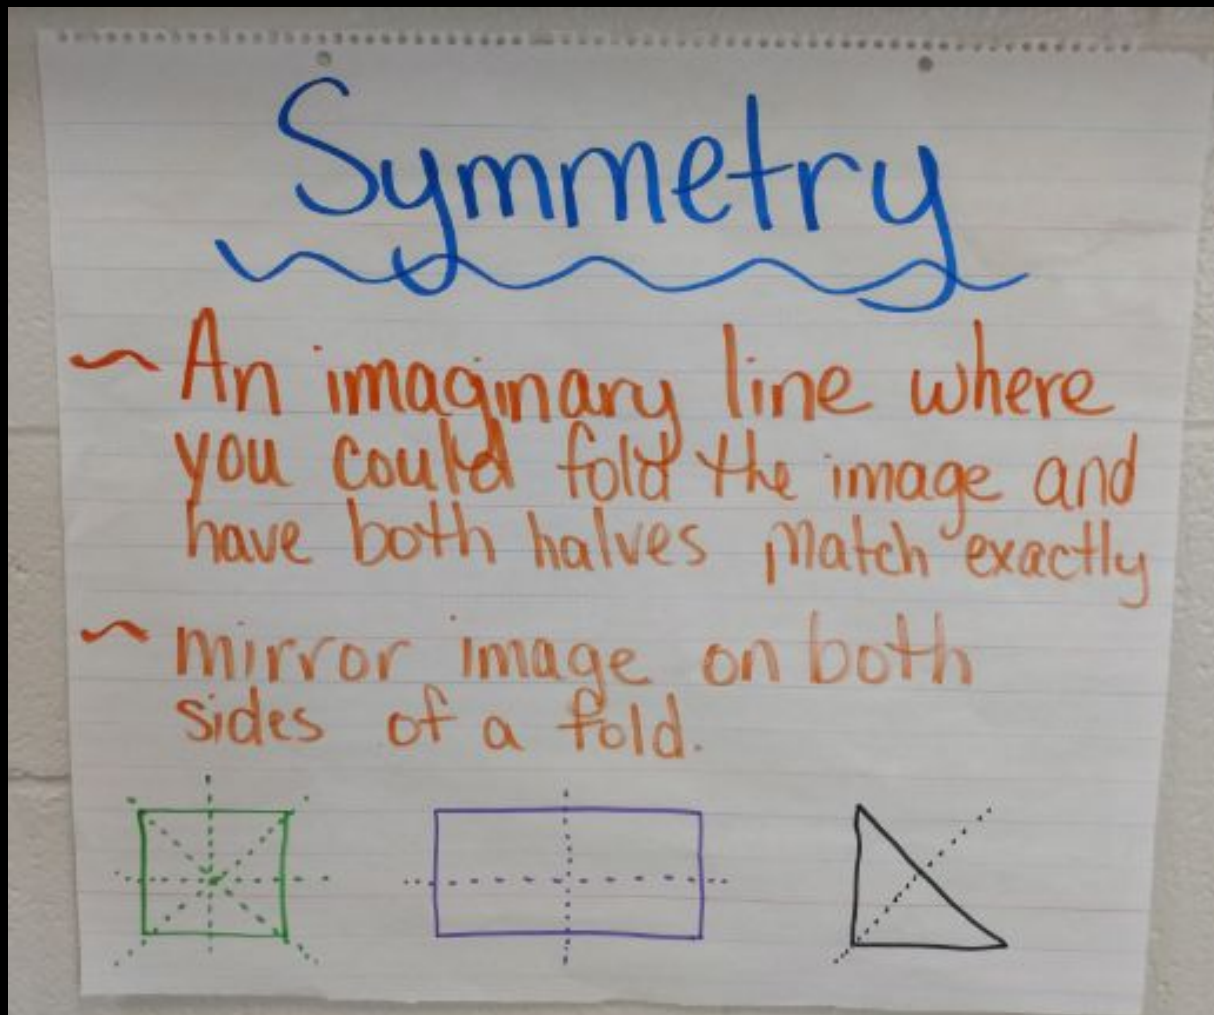 Symmetry
~ An imaginary line where
you could fold the image and
have both halves match exactly
~ mirror image on both
sides of a fold.